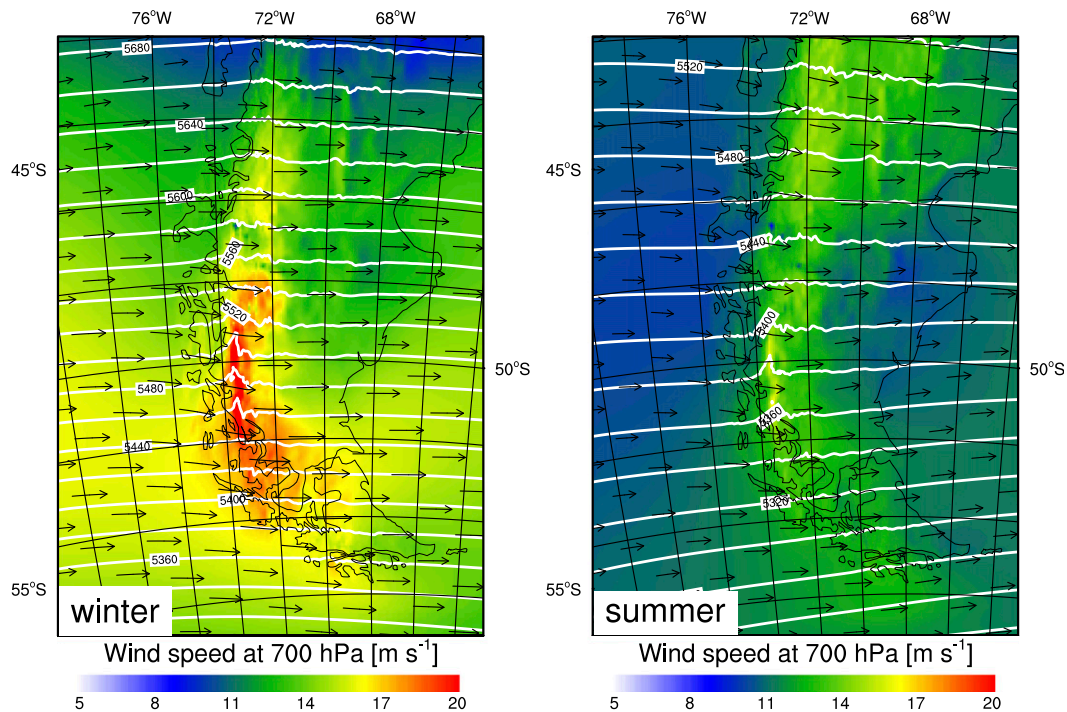 76°W 72°W 68°W
76°W 72°W 68°W
5680
5520
5640
5480
45°S
45°S
5600
5560
5440
5520
5400
50°S
50°S
5480
5360
5440
5400
5320
5360
55°S
55°S
winter
summer
Wind speed at 700 hPa [m s⁻¹]
Wind speed at 700 hPa [m s⁻¹]
5 8 11 14 17 20
5 8 11 14 17 20